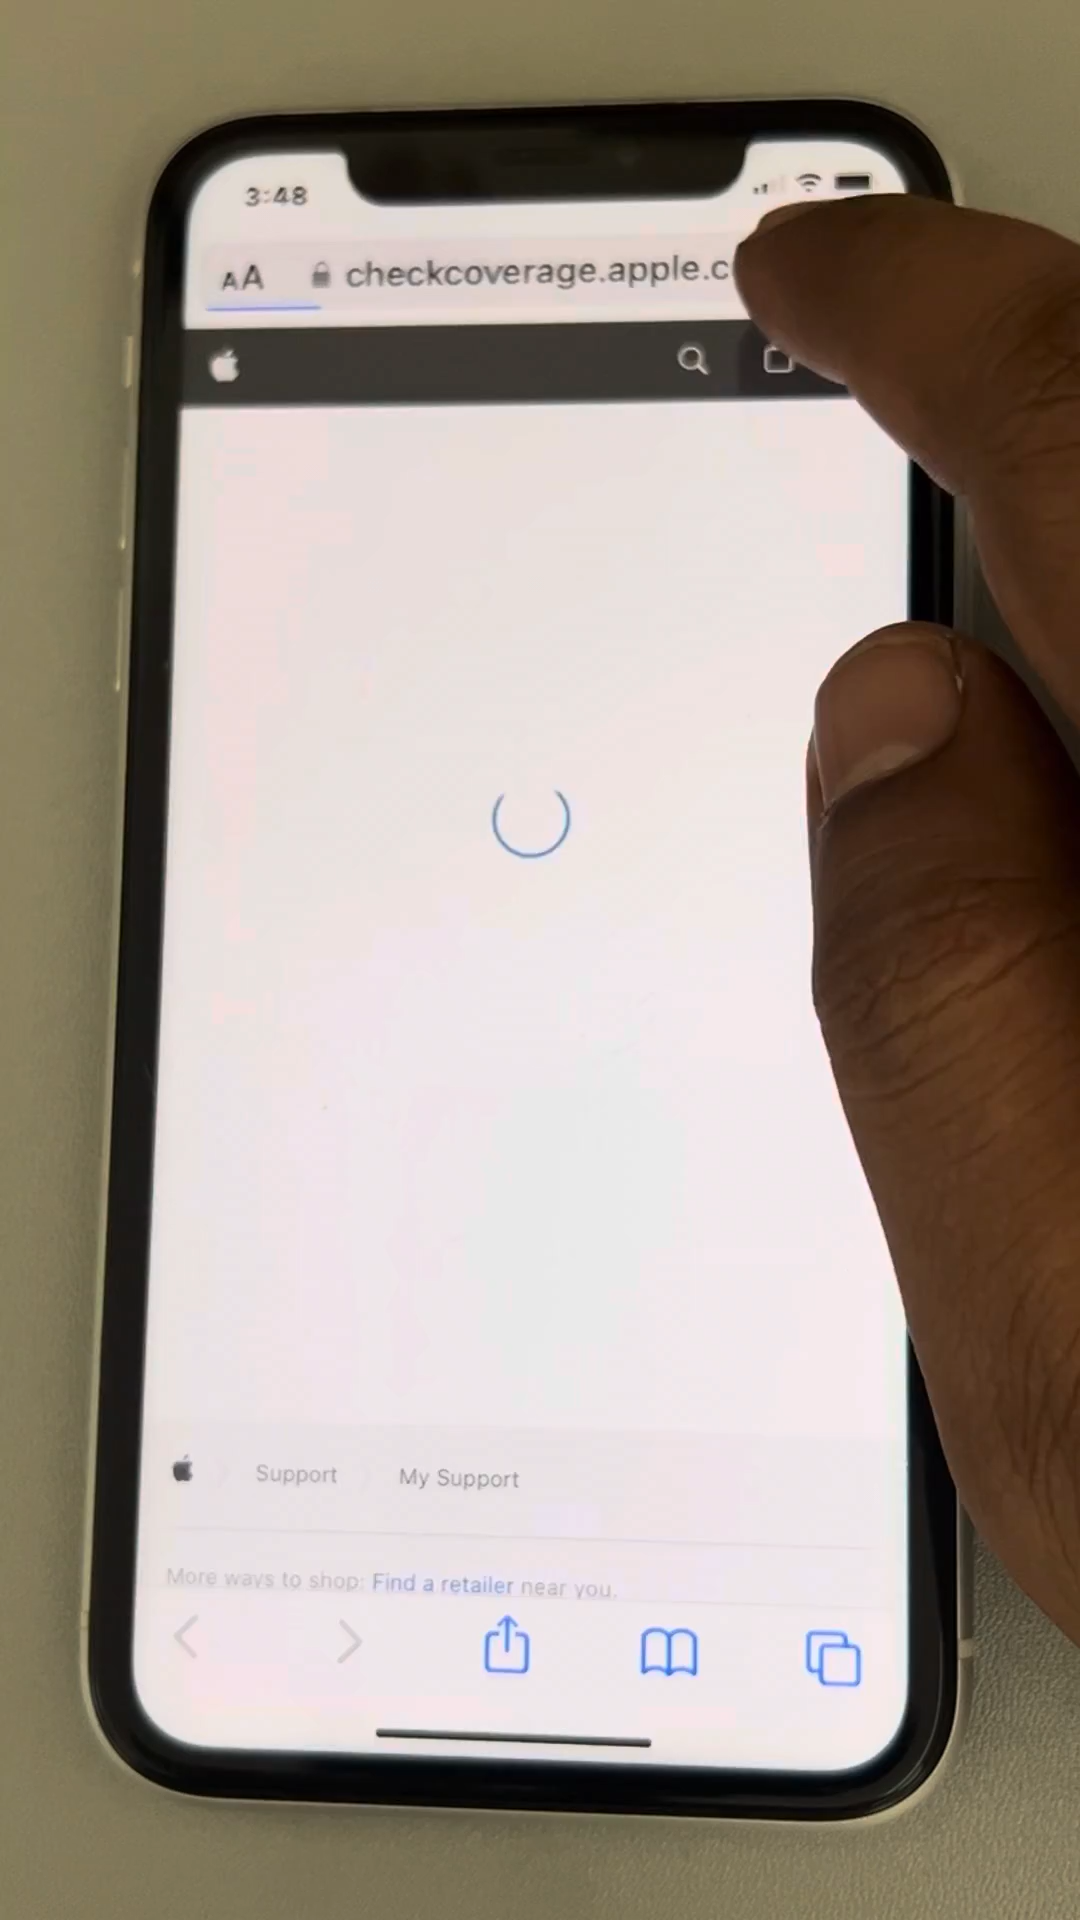 3:48
AA checkcoverage.apple.c
Support My Support
More ways to shop: Find a retailer near you.